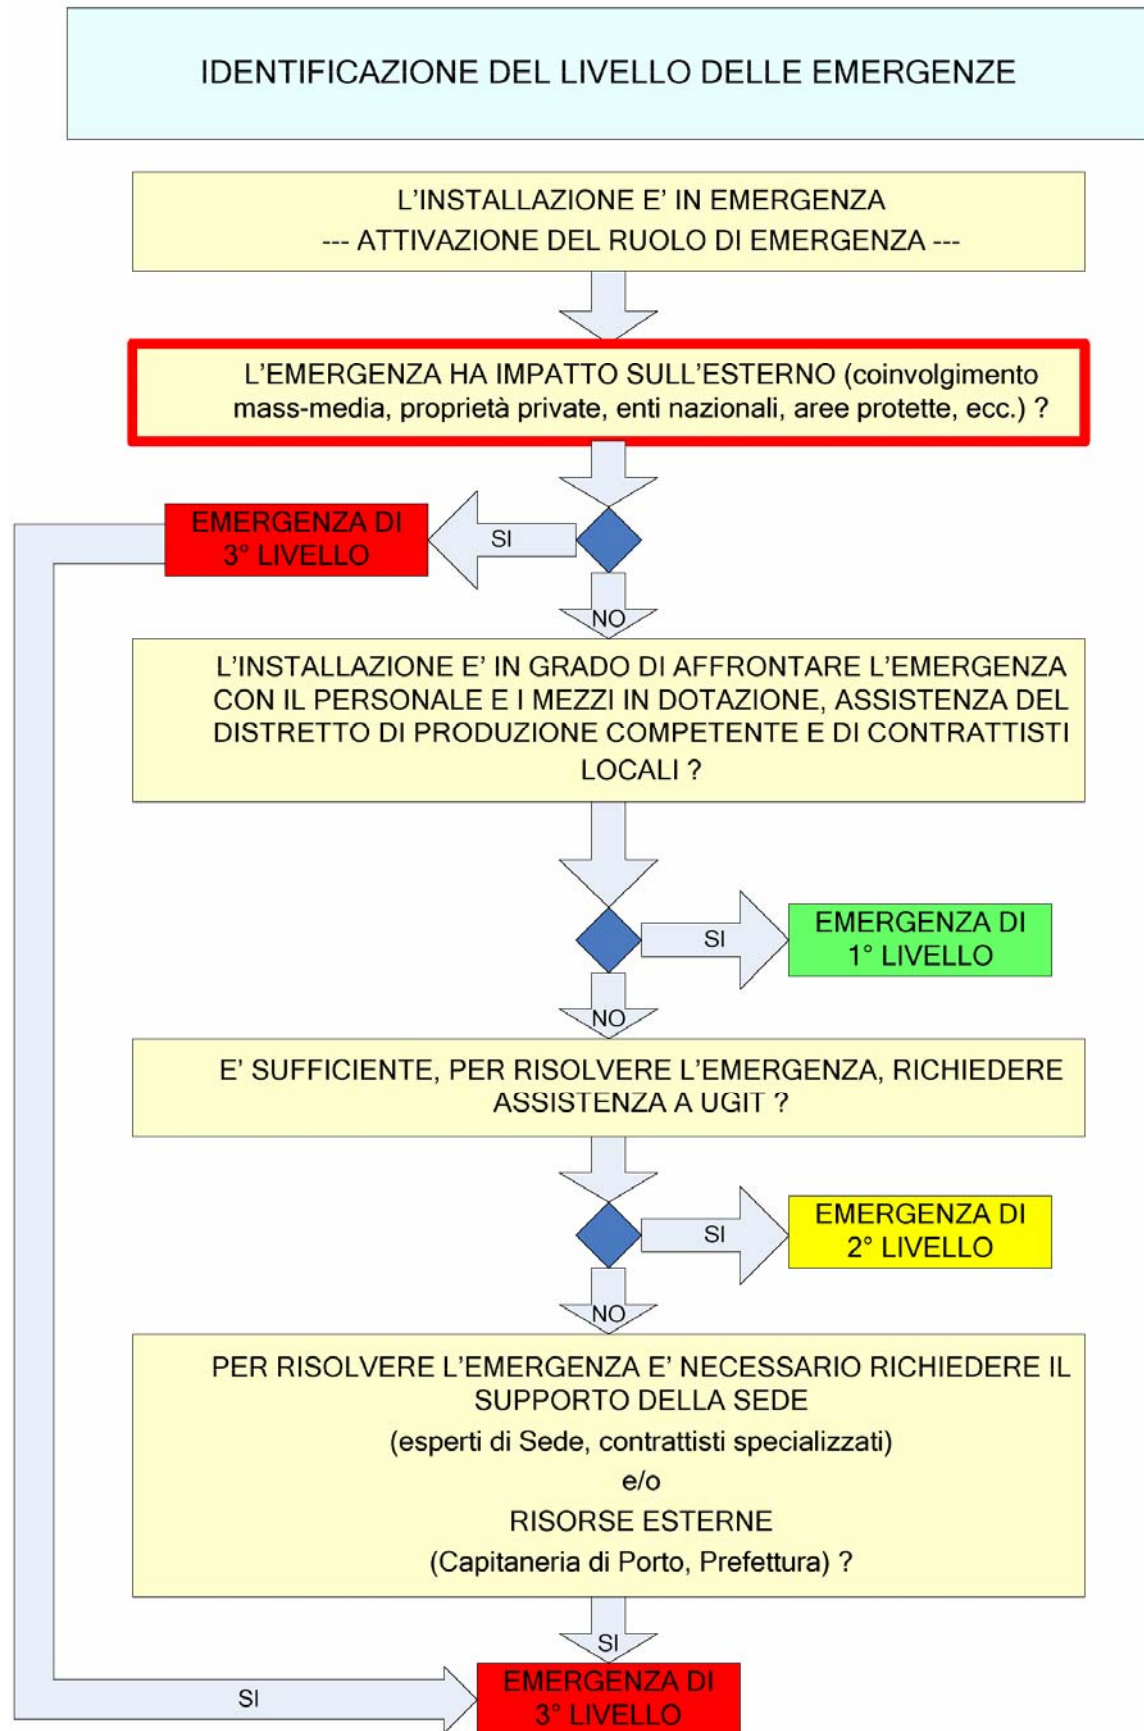 IDENTIFICAZIONE DEL LIVELLO DELLE EMERGENZE
L'INSTALLAZIONE E' IN EMERGENZA
--- ATTIVAZIONE DEL RUOLO DI EMERGENZA ---
L'EMERGENZA HA IMPATTO SULL'ESTERNO (coinvolgimento
mass-media, proprietà private, enti nazionali, aree protette, ecc.) ?
EMERGENZA DI
3° LIVELLO
SI
NO
L'INSTALLAZIONE E' IN GRADO DI AFFRONTARE L'EMERGENZA
CON IL PERSONALE E I MEZZI IN DOTAZIONE, ASSISTENZA DEL
DISTRETTO DI PRODUZIONE COMPETENTE E DI CONTRATTISTI
LOCALI ?
SI
EMERGENZA DI
1° LIVELLO
NO
E' SUFFICIENTE, PER RISOLVERE L'EMERGENZA, RICHIEDERE
ASSISTENZA A UGIT ?
SI
EMERGENZA DI
2° LIVELLO
NO
PER RISOLVERE L'EMERGENZA E' NECESSARIO RICHIEDERE IL
SUPPORTO DELLA SEDE
(esperti di Sede, contrattisti specializzati)
e/o
RISORSE ESTERNE
(Capitaneria di Porto, Prefettura) ?
SI
SI
EMERGENZA DI
3° LIVELLO